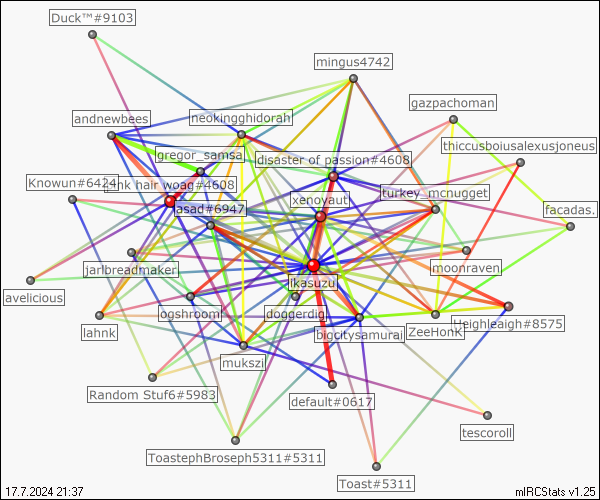 Duck™#9103
mingus4742
gazpachoman
andnewbees
neokingghidorah
thiccusboiusalexusjoneus
gregor_samsa
disaster of passion#4608
Knowun#6424
pink hair woag#4608
turkey_mcnugget
xenoyaut
asad#6947
facadas.
jarlbreadmaker
moonraven
ikasuzu
avelicious
ogshroomi
doggerdig
lahnk
bigcitysamurai
ZeeHonk
Ueighleaigh#8575
mukszi
Random Stuf6#5983
default#0617
tescoroll
ToastephBroseph5311#5311
Toast#5311
17.7.2024 21:37
mIRCStats v1.25